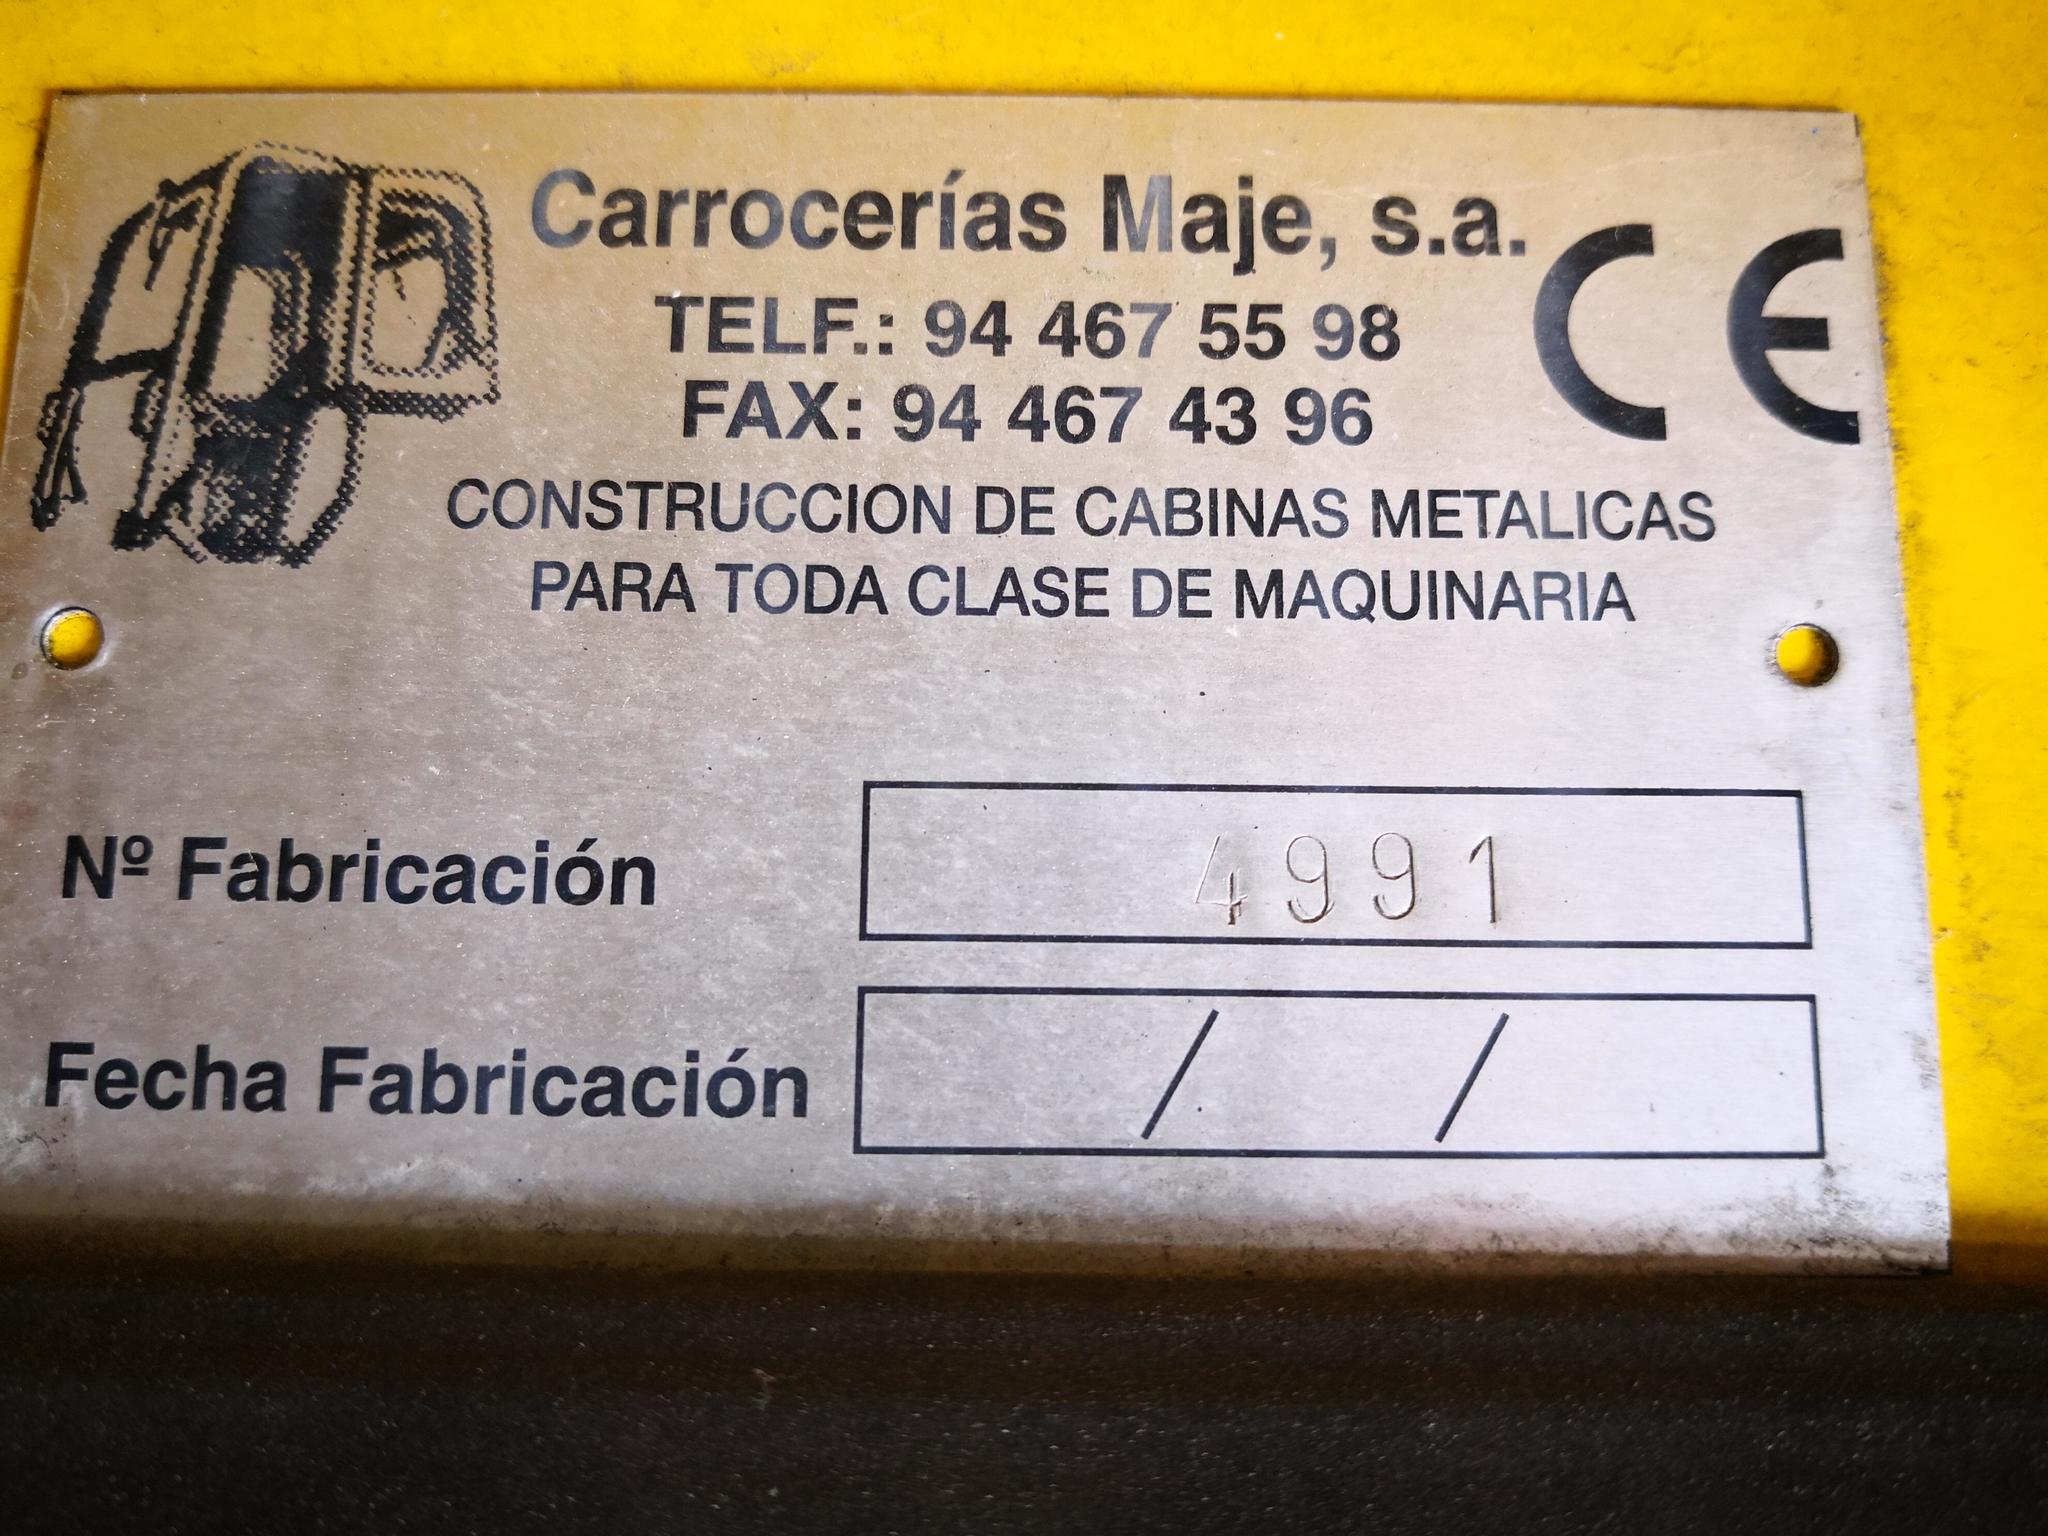 Carrocerías Maje, s.a.
CE
TELF.: 94 467 55 98
FAX: 94 467 43 96
CONSTRUCCION DE CABINAS METALICAS
PARA TODA CLASE DE MAQUINARIA
Nº Fabricación 4991
Fecha Fabricación / /